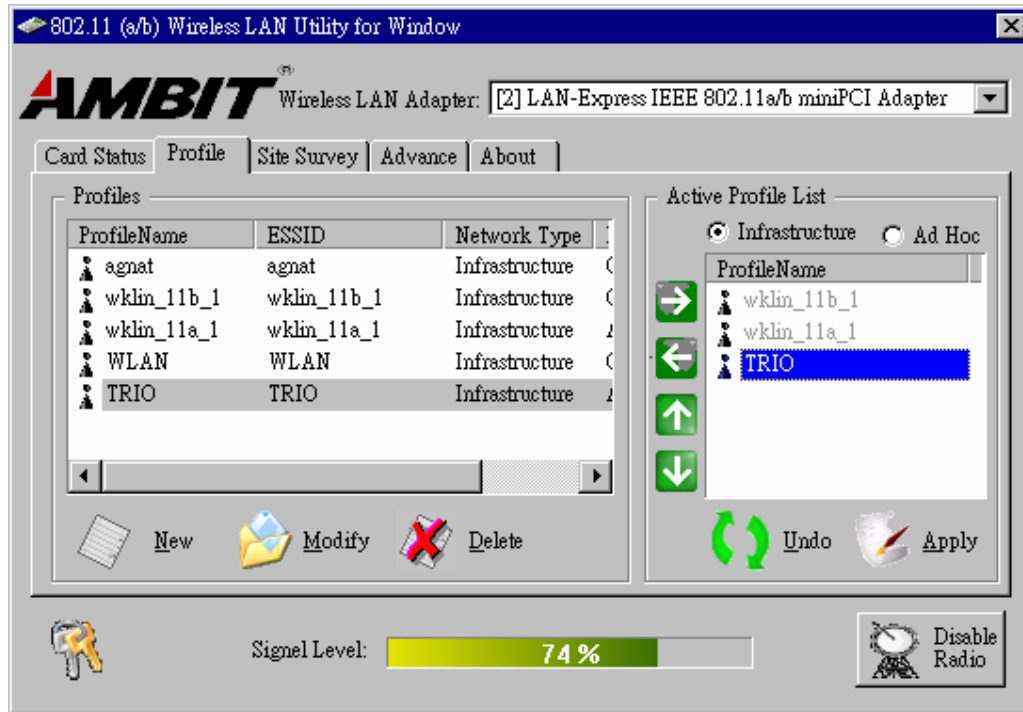 802.11 (a/b) Wireless LAN Utility for Window
AMBIT ®
Wireless LAN Adapter: [2] LAN-Express IEEE 802.11a/b miniPCI Adapter
Card Status Profile Site Survey Advance About
Profiles
ProfileName ESSID Network Type
agnat agnat Infrastructure
wklin_11b_1 wklin_11b_1 Infrastructure
wklin_11a_1 wklin_11a_1 Infrastructure
WLAN WLAN Infrastructure
TRIO TRIO Infrastructure
New Modify Delete
Active Profile List
Infrastructure Ad Hoc
ProfileName
wklin_11b_1
wklin_11a_1
TRIO
Undo Apply
Signel Level: 74 %
Disable
Radio